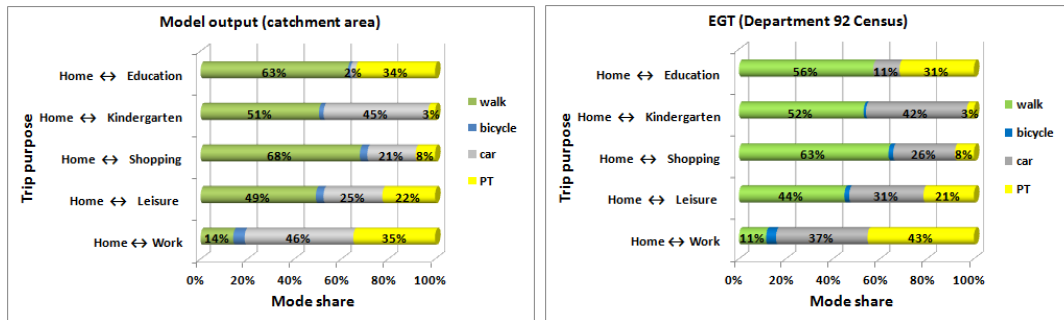 Model output (catchment area)
Trip purpose
Home ↔ Education
63% 2% 34%
Home ↔ Kindergarten
51% 45% 3%
Home ↔ Shopping
68% 21% 8%
Home ↔ Leisure
49% 25% 22%
Home ↔ Work
14% 46% 35%
0% 20% 40% 60% 80% 100%
Mode share
walk
bicycle
car
PT
EGT (Department 92 Census)
Trip purpose
Home ↔ Education
56% 11% 31%
Home ↔ Kindergarten
52% 42% 3%
Home ↔ Shopping
63% 26% 8%
Home ↔ Leisure
44% 31% 21%
Home ↔ Work
11% 37% 43%
0% 20% 40% 60% 80% 100%
Mode share
walk
bicycle
car
PT